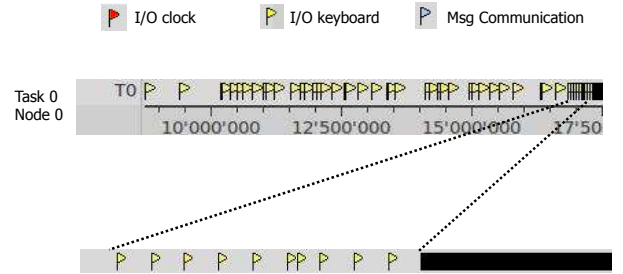 I/O clock I/O keyboard Msg Communication
Task 0
Node 0
T0
10'000'000 12'500'000 15'000'000 17'50